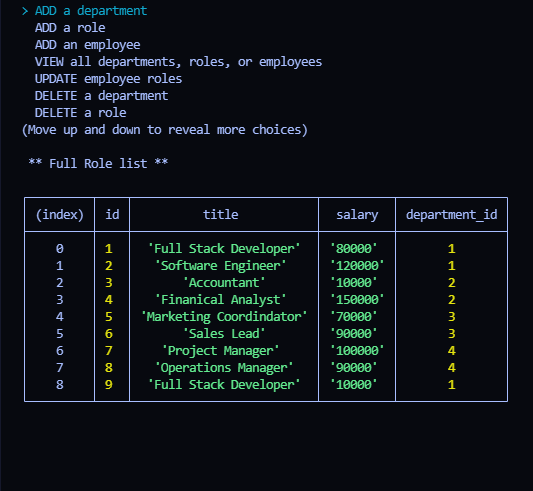 > ADD a department
ADD a role
ADD an employee
VIEW all departments, roles, or employees
UPDATE employee roles
DELETE a department
DELETE a role
(Move up and down to reveal more choices)
** Full Role list **
(index) id title salary department_id
0 1 'Full Stack Developer' '80000' 1
1 2 'Software Engineer' '120000' 1
2 3 'Accountant' '10000' 2
3 4 'Finanical Analyst' '150000' 2
4 5 'Marketing Coordindator' '70000' 3
5 6 'Sales Lead' '90000' 3
6 7 'Project Manager' '100000' 4
7 8 'Operations Manager' '90000' 4
8 9 'Full Stack Developer' '10000' 1